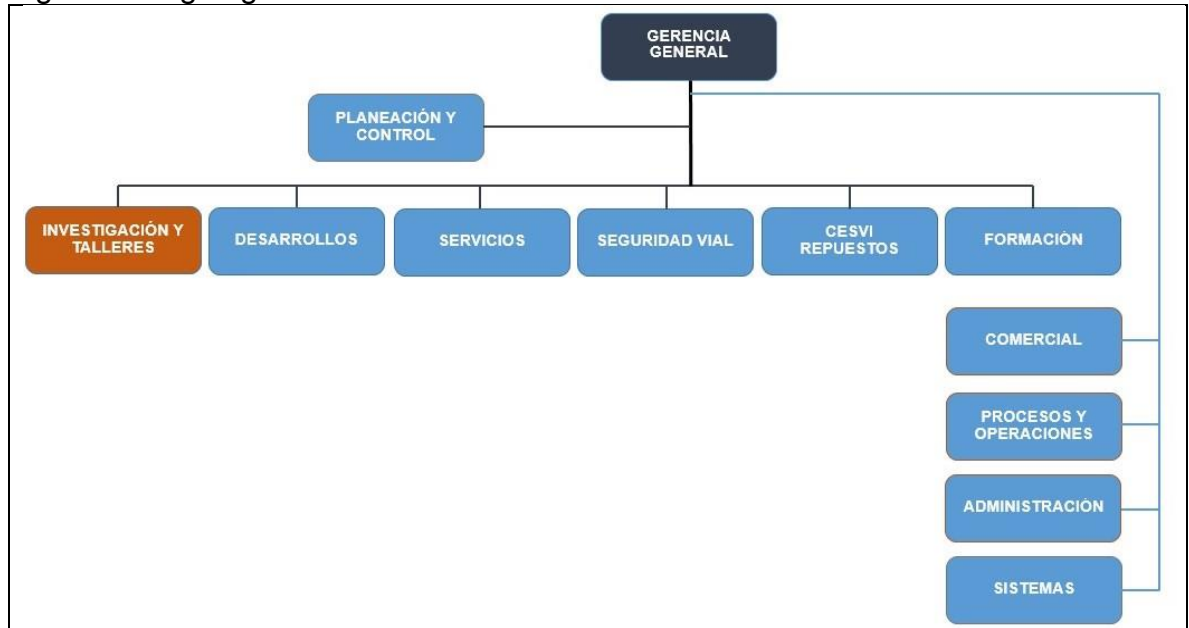 GERENCIA
GENERAL
PLANEACIÓN Y
CONTROL
INVESTIGACIÓN Y
TALLERES
DESARROLLOS
SERVICIOS
SEGURIDAD VIAL
CESVI
REPUESTOS
FORMACIÓN
COMERCIAL
PROCESOS Y
OPERACIONES
ADMINISTRACIÓN
SISTEMAS